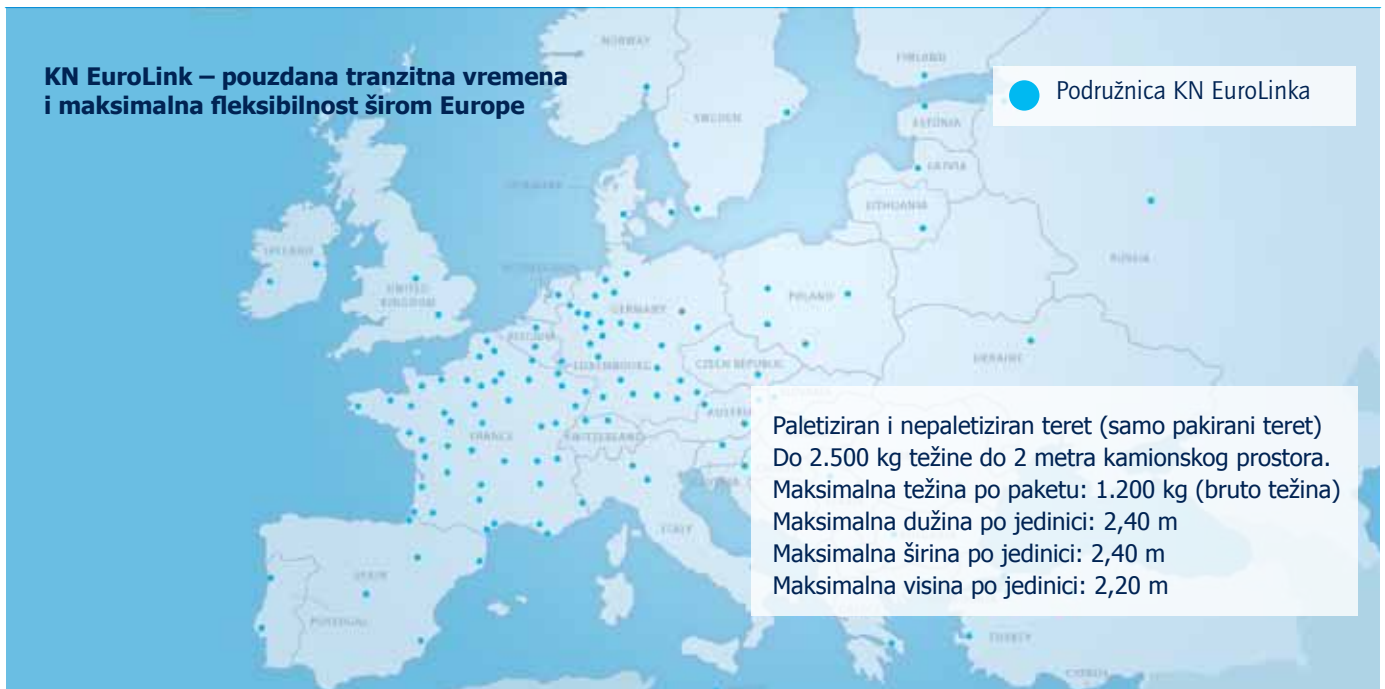 KN EuroLink – pouzdana tranzitna vremena
i maksimalna fleksibilnost širom Europe
Podružnica KN EuroLinka
NORWAY
FINLAND
SWEDEN
ESTONIA
LATVIA
LITHUANIA
RUSSIA
IRELAND
UNITED
KINGDOM
GERMANY
POLAND
BELGIUM
LUXEMBOURG
CZECH REPUBLIC
UKRAINE
FRANCE
SWITZERLAND
AUSTRIA
ITALY
SPAIN
PORTUGAL
TURKEY
CYPRUS
Paletiziran i nepaletiziran teret (samo pakirani teret)
Do 2.500 kg težine do 2 metra kamionskog prostora.
Maksimalna težina po paketu: 1.200 kg (bruto težina)
Maksimalna dužina po jedinici: 2,40 m
Maksimalna širina po jedinici: 2,40 m
Maksimalna visina po jedinici: 2,20 m